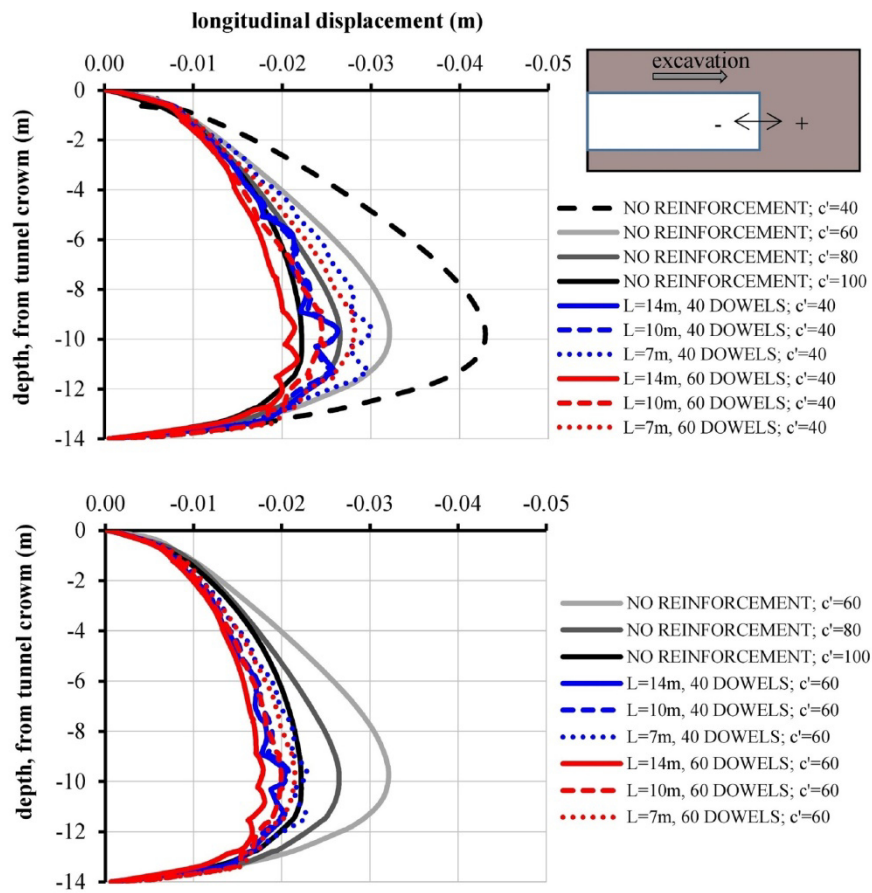 longitudinal displacement (m)
0.00 -0.01 -0.02 -0.03 -0.04 -0.05
depth, from tunnel crowm (m)
0
-2
-4
-6
-8
-10
-12
-14
excavation
- +
NO REINFORCEMENT; c'=40
NO REINFORCEMENT; c'=60
NO REINFORCEMENT; c'=80
NO REINFORCEMENT; c'=100
L=14m, 40 DOWELS; c'=40
L=10m, 40 DOWELS; c'=40
L=7m, 40 DOWELS; c'=40
L=14m, 60 DOWELS; c'=40
L=10m, 60 DOWELS; c'=40
L=7m, 60 DOWELS; c'=40
0.00 -0.01 -0.02 -0.03 -0.04 -0.05
depth, from tunnel crowm (m)
0
-2
-4
-6
-8
-10
-12
-14
NO REINFORCEMENT; c'=60
NO REINFORCEMENT; c'=80
NO REINFORCEMENT; c'=100
L=14m, 40 DOWELS; c'=60
L=10m, 40 DOWELS; c'=60
L=7m, 40 DOWELS; c'=60
L=14m, 60 DOWELS; c'=60
L=10m, 60 DOWELS; c'=60
L=7m, 60 DOWELS; c'=60